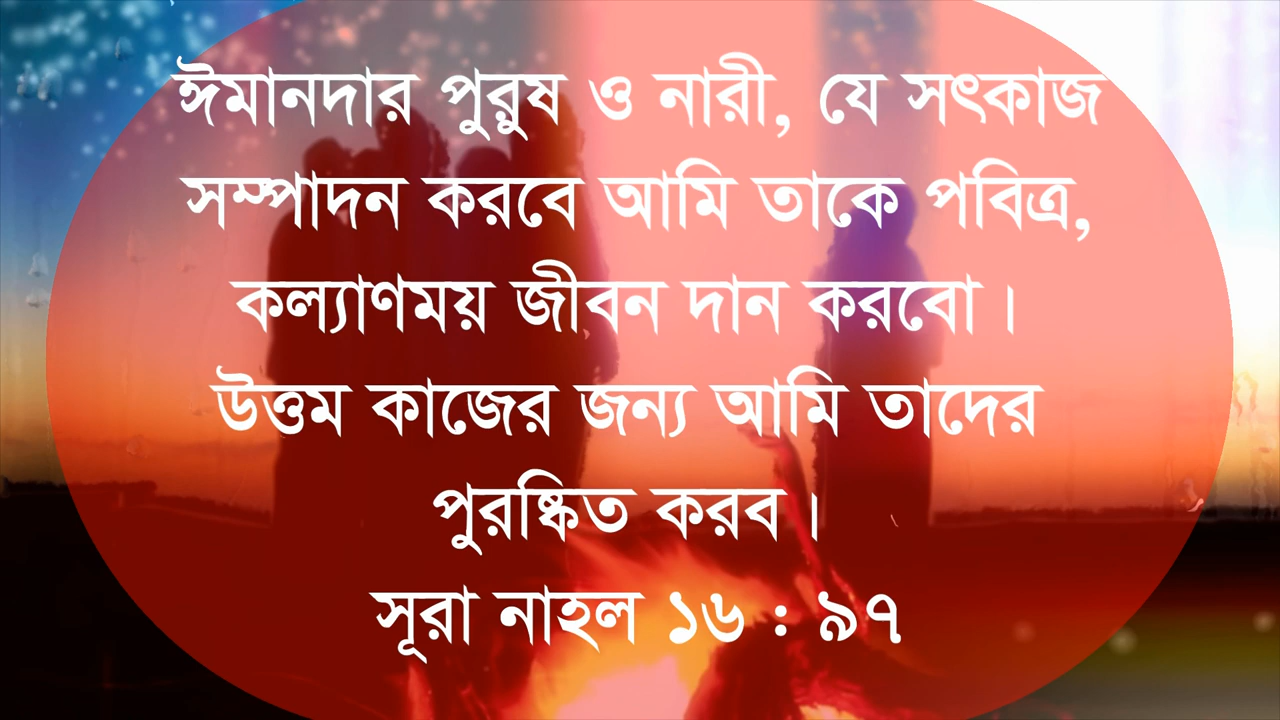 ঈমানদার পুরুষ ও নারী, যে সৎকাজ
সম্পাদন করবে আমি তাকে পবিত্র,
কল্যাণময় জীবন দান করবো।
উত্তম কাজের জন্য আমি তাদের
পুরষ্কিত করব।
সূরা নাহল ১৬ : ৯৭